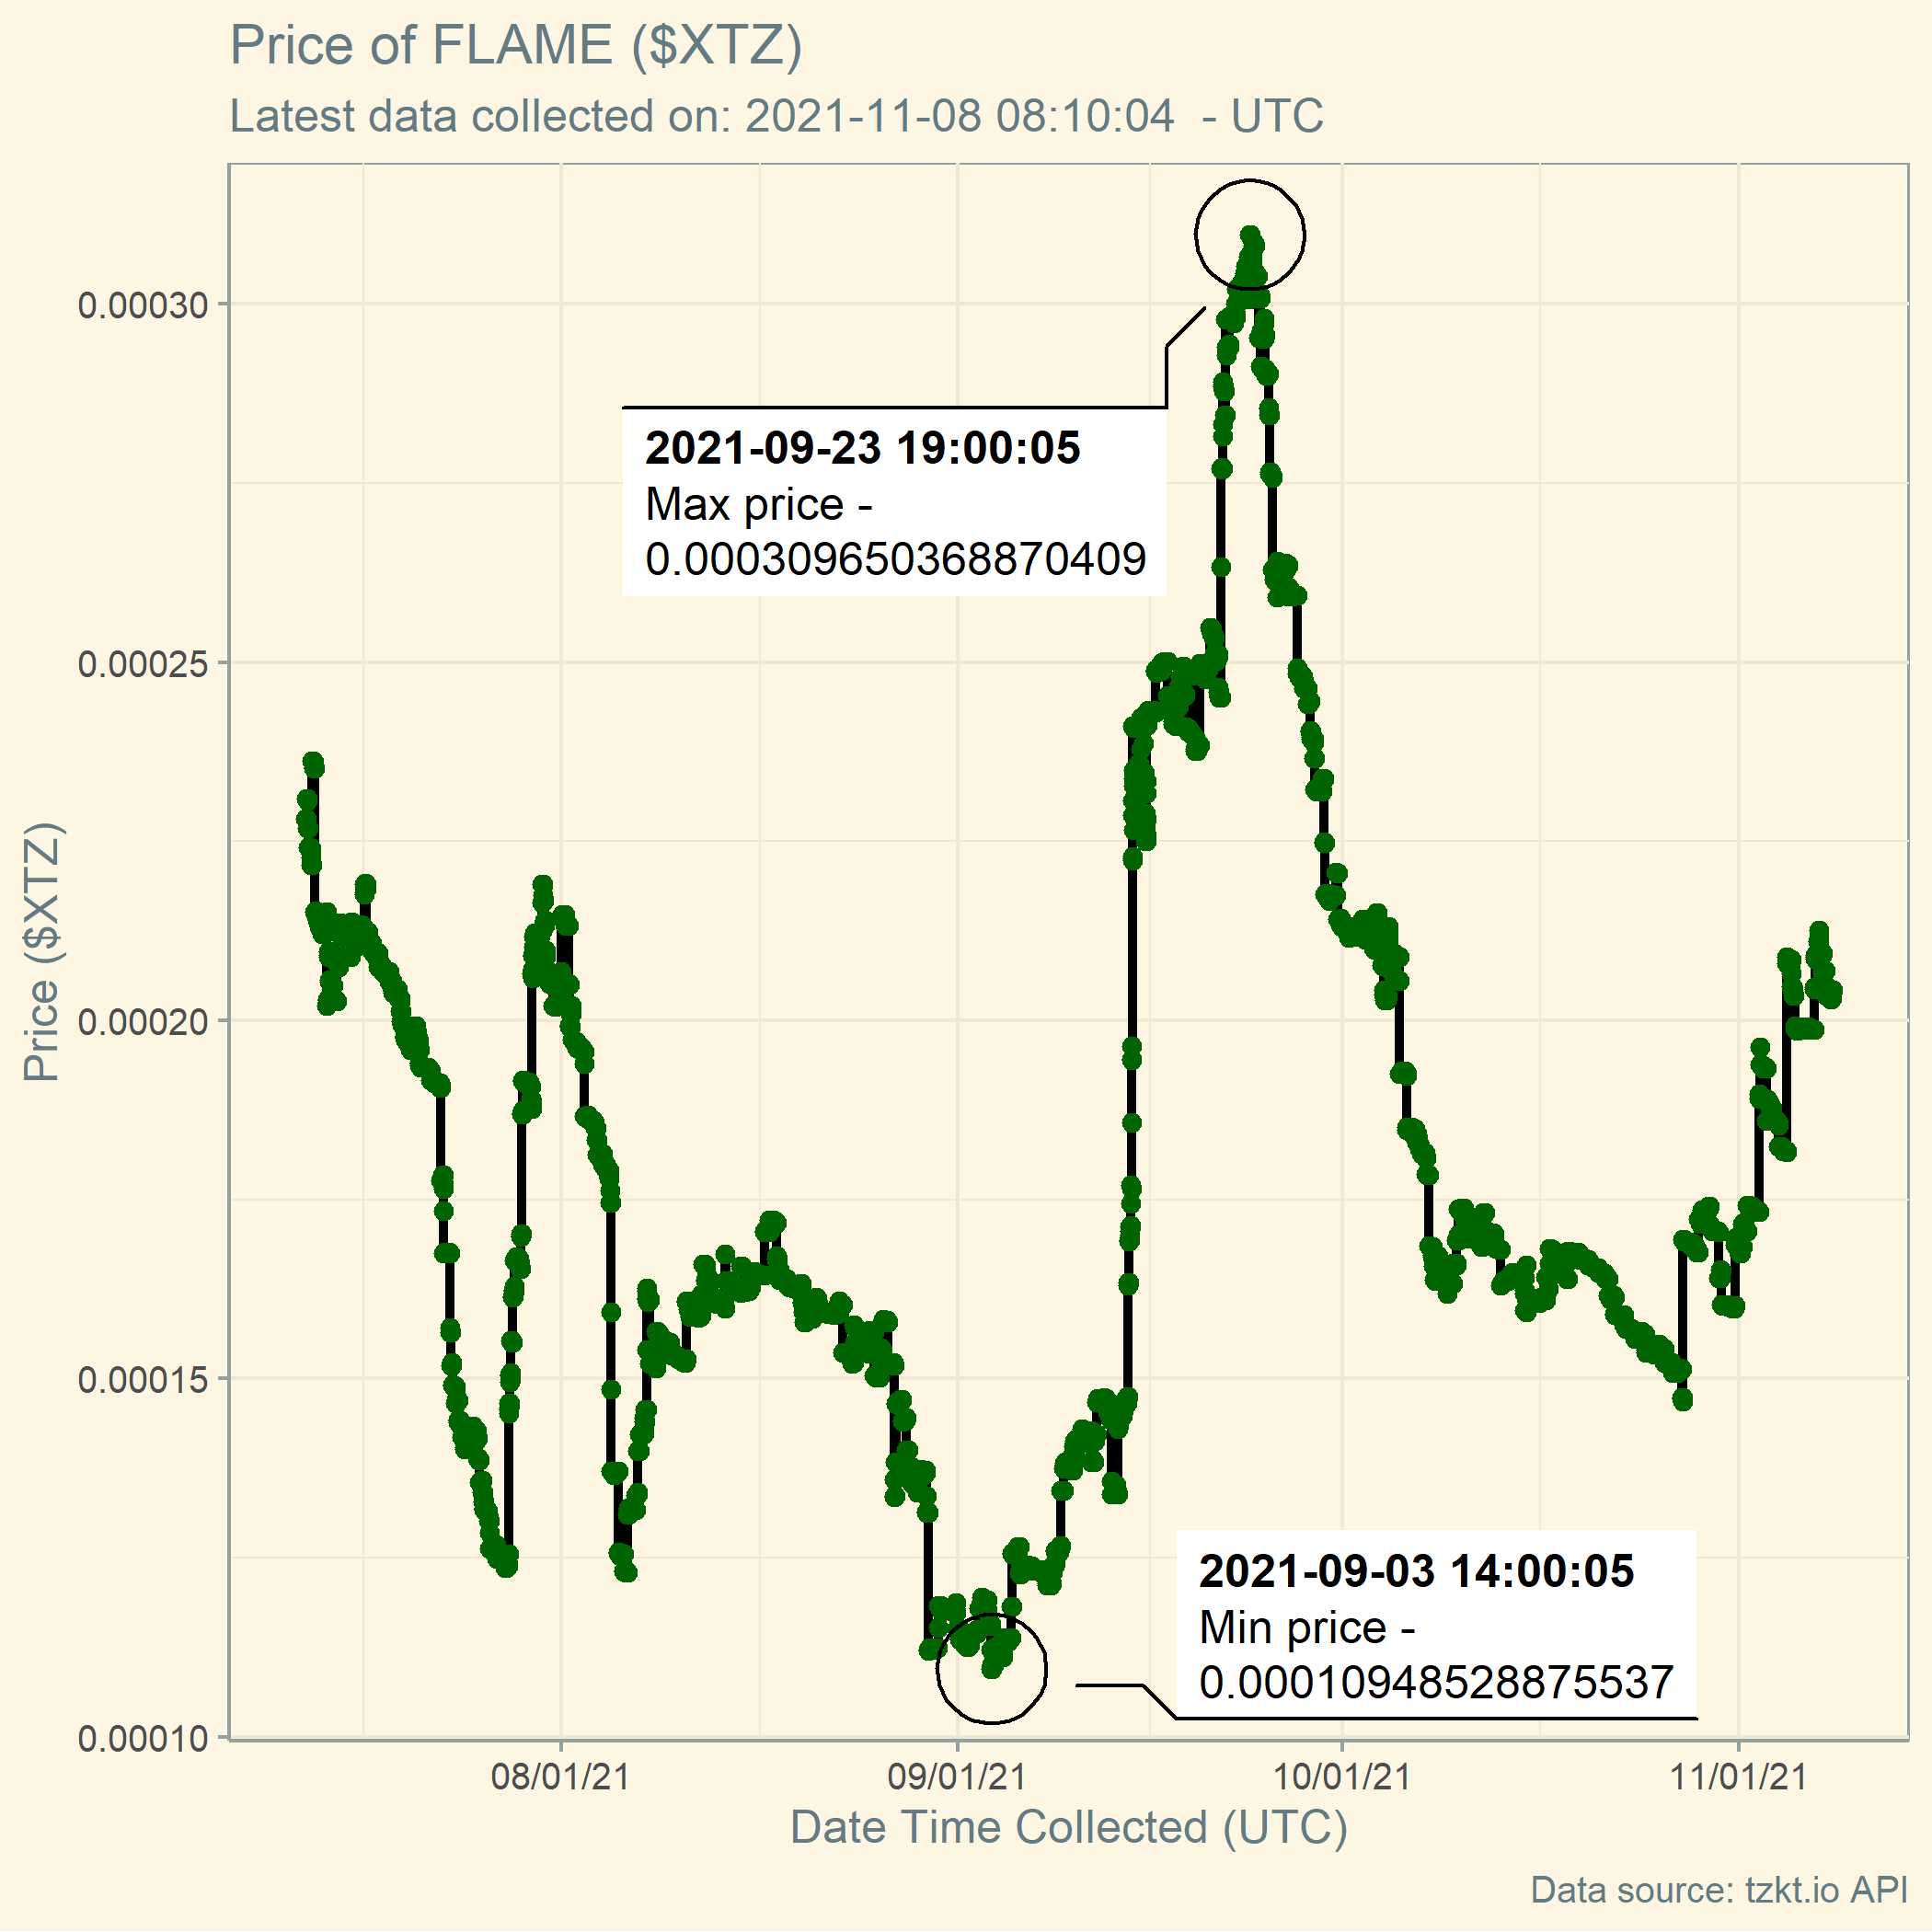 Price of FLAME ($XTZ)
Latest data collected on: 2021-11-08 08:10:04  - UTC
0.00030
2021-09-23 19:00:05
Max price -
0.000309650368870409
0.00025
Price ($XTZ)
0.00020
0.00015
2021-09-03 14:00:05
Min price -
0.00010948528875537
0.00010
08/01/21
09/01/21
10/01/21
11/01/21
Date Time Collected (UTC)
Data source: tzkt.io API